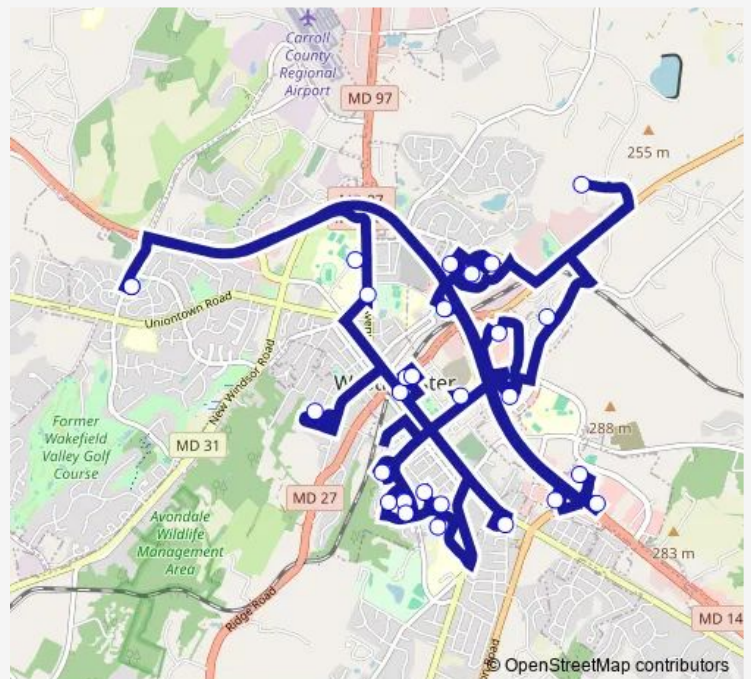 Carroll
County
Regional
Airport
MD 97
255 m
Uniontown Road
New Windsor Road
MD 31
Former
Wakefield
Valley Golf
Course
288 m
MD 27
Avondale
Wildlife
Management
Area
283 m
Ridge Road
MD 14
© OpenStreetMap contributors